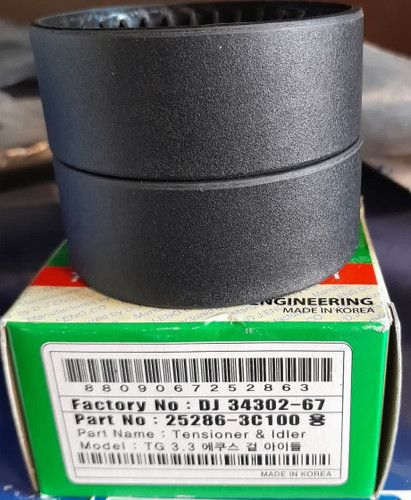 ENGINEERING
MADE IN KOREA
8809067252863
Factory No : DJ 34302-67
Part No : 25286-3C100 용
Part Name : Tensioner & Idler
Model : TG 3.3 에쿠스 걸 아이들
MADE IN KOREA